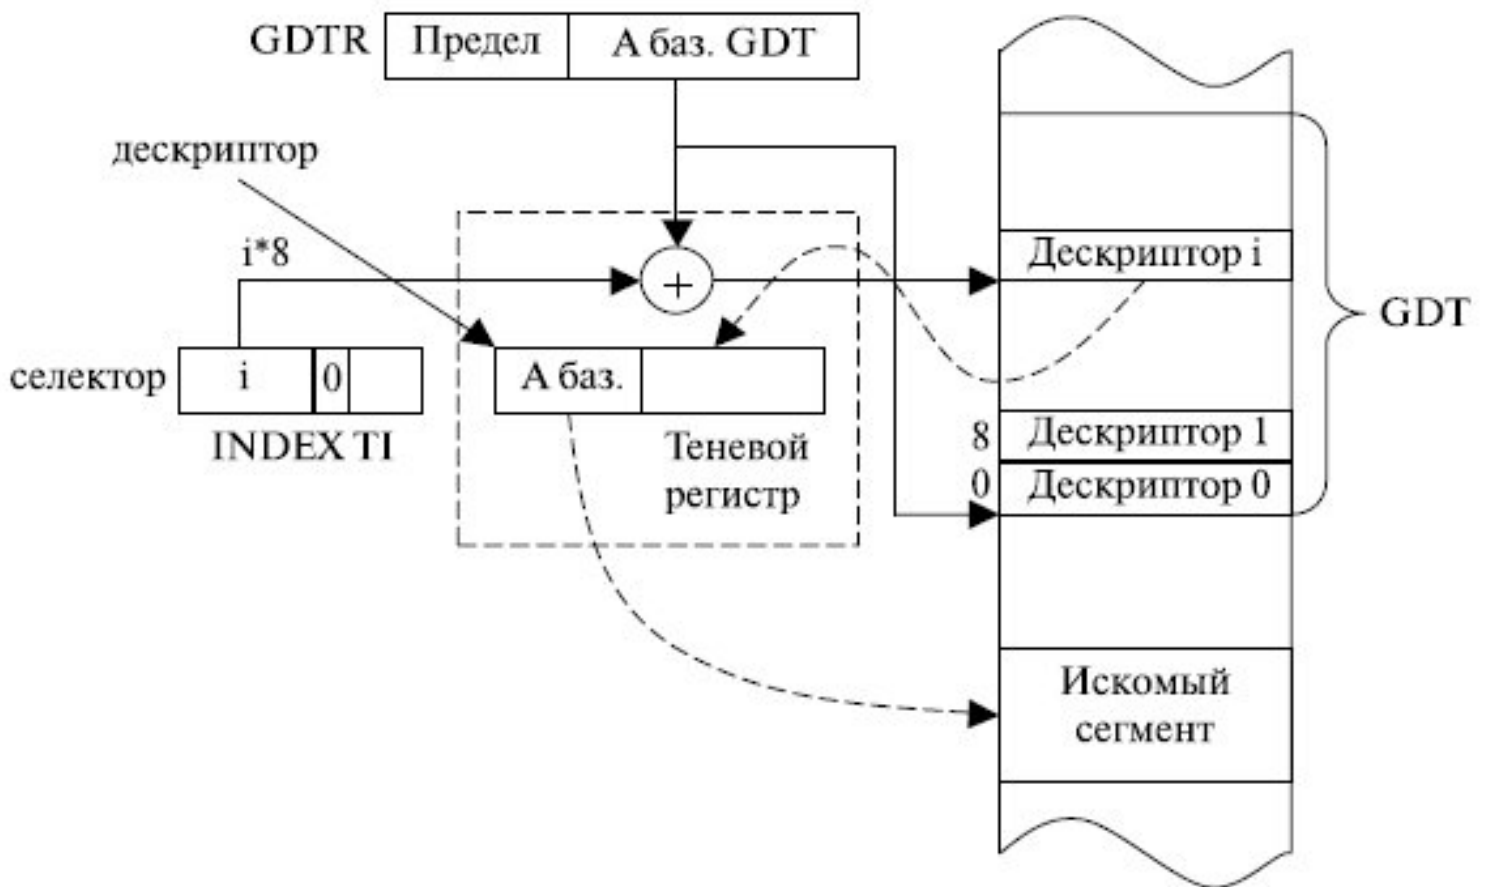 GDTR Предел А баз. GDT
дескриптор
i*8
+
Дескриптор i
GDT
селектор i 0
А баз.
INDEX TI
Теневой
регистр
8 Дескриптор 1
0 Дескриптор 0
Искомый
сегмент